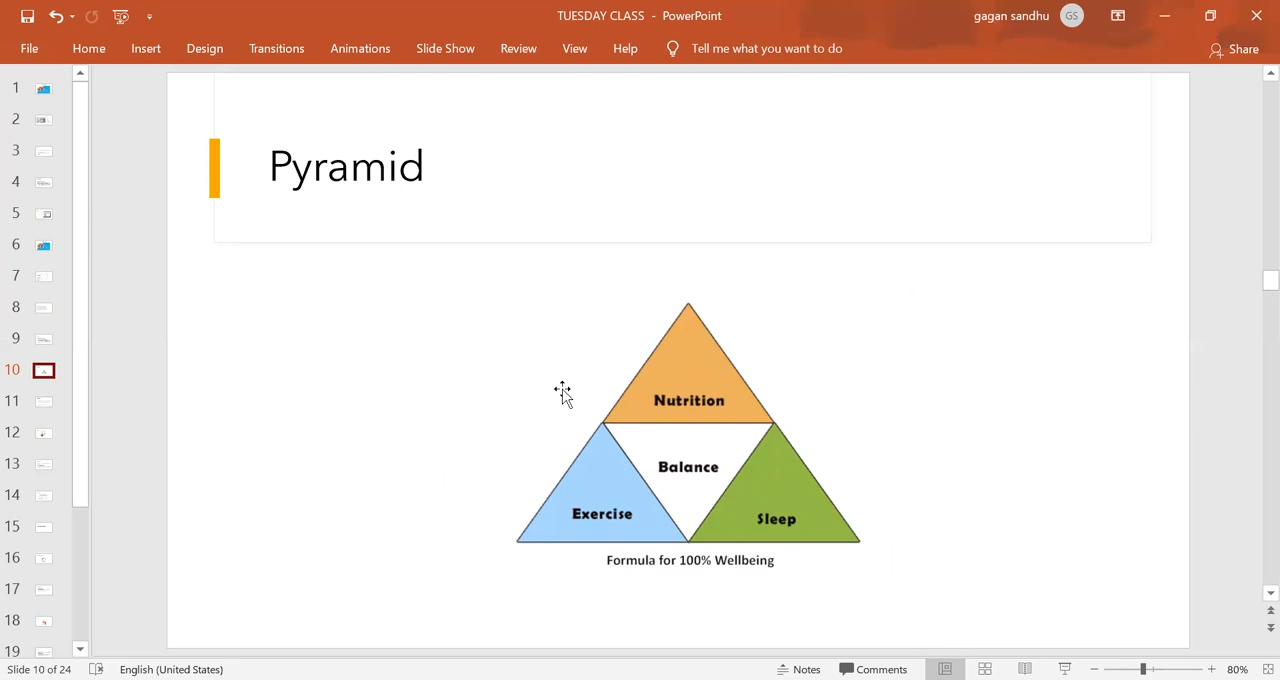 TUESDAY CLASS - PowerPoint
gagan sandhu GS
File Home Insert Design Transitions Animations Slide Show Review View Help Tell me what you want to do Share
1
2
3
4
5
6
7
8
9
10
11
12
13
14
15
16
17
18
19
Pyramid
Nutrition
Balance
Exercise
Sleep
Formula for 100% Wellbeing
Slide 10 of 24 English (United States) Notes Comments 80%